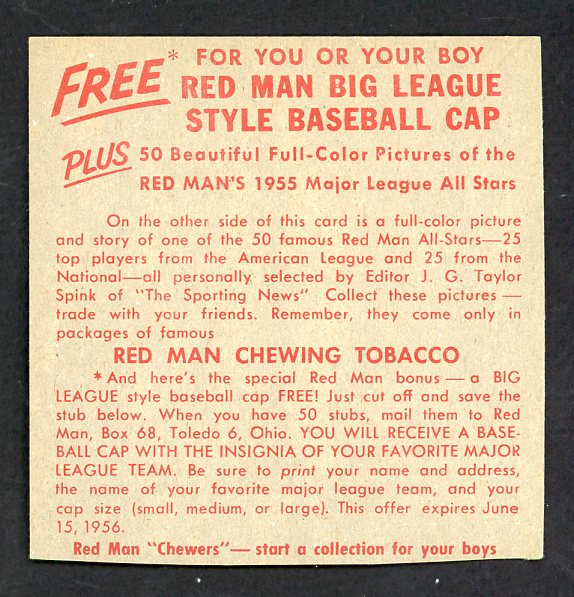 FREE* FOR YOU OR YOUR BOY
RED MAN BIG LEAGUE
STYLE BASEBALL CAP
PLUS 50 Beautiful Full-Color Pictures of the
RED MAN'S 1955 Major League All Stars
On the other side of this card is a full-color picture
and story of one of the 50 famous Red Man All-Stars—25
top players from the American League and 25 from the
National—all personally selected by Editor J. G. Taylor
Spink of "The Sporting News" Collect these pictures —
trade with your friends. Remember, they come only in
packages of famous
RED MAN CHEWING TOBACCO
*And here's the special Red Man bonus — a BIG
LEAGUE style baseball cap FREE! Just cut off and save the
stub below. When you have 50 stubs, mail them to Red
Man, Box 68, Toledo 6, Ohio. YOU WILL RECEIVE A BASE-
BALL CAP WITH THE INSIGNIA OF YOUR FAVORITE MAJOR
LEAGUE TEAM. Be sure to print your name and address,
the name of your favorite major league team, and your
cap size (small, medium, or large). This offer expires June
15, 1956.
Red Man "Chewers"— start a collection for your boys